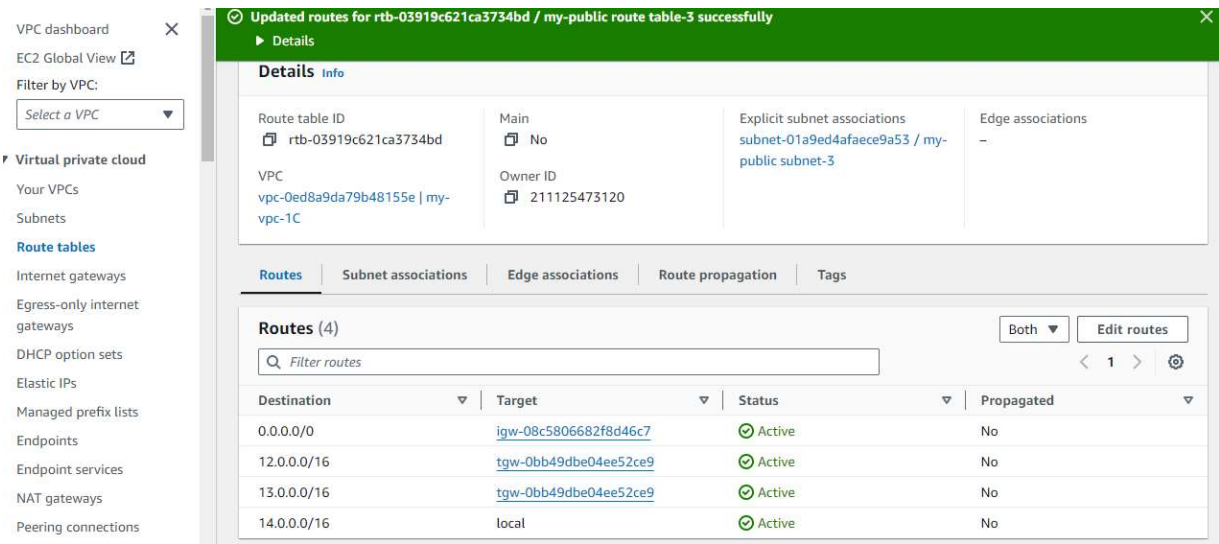 VPC dashboard
EC2 Global View
Filter by VPC:
Select a VPC
Virtual private cloud
Your VPCs
Subnets
Route tables
Internet gateways
Egress-only internet
gateways
DHCP option sets
Elastic IPs
Managed prefix lists
Endpoints
Endpoint services
NAT gateways
Peering connections
Updated routes for rtb-03919c621ca3734bd / my-public route table-3 successfully
Details
Details Info
Route table ID
rtb-03919c621ca3734bd
Main
No
Explicit subnet associations
subnet-01a9ed4afaece9a53 / my-
public subnet-3
Edge associations
–
VPC
vpc-0ed8a9da79b48155e | my-
vpc-1C
Owner ID
211125473120
Routes Subnet associations Edge associations Route propagation Tags
Routes (4)
Both Edit routes
Filter routes
1
Destination Target Status Propagated
0.0.0.0/0 igw-08c5806682f8d46c7 Active No
12.0.0.0/16 tgw-0bb49dbe04ee52ce9 Active No
13.0.0.0/16 tgw-0bb49dbe04ee52ce9 Active No
14.0.0.0/16 local Active No